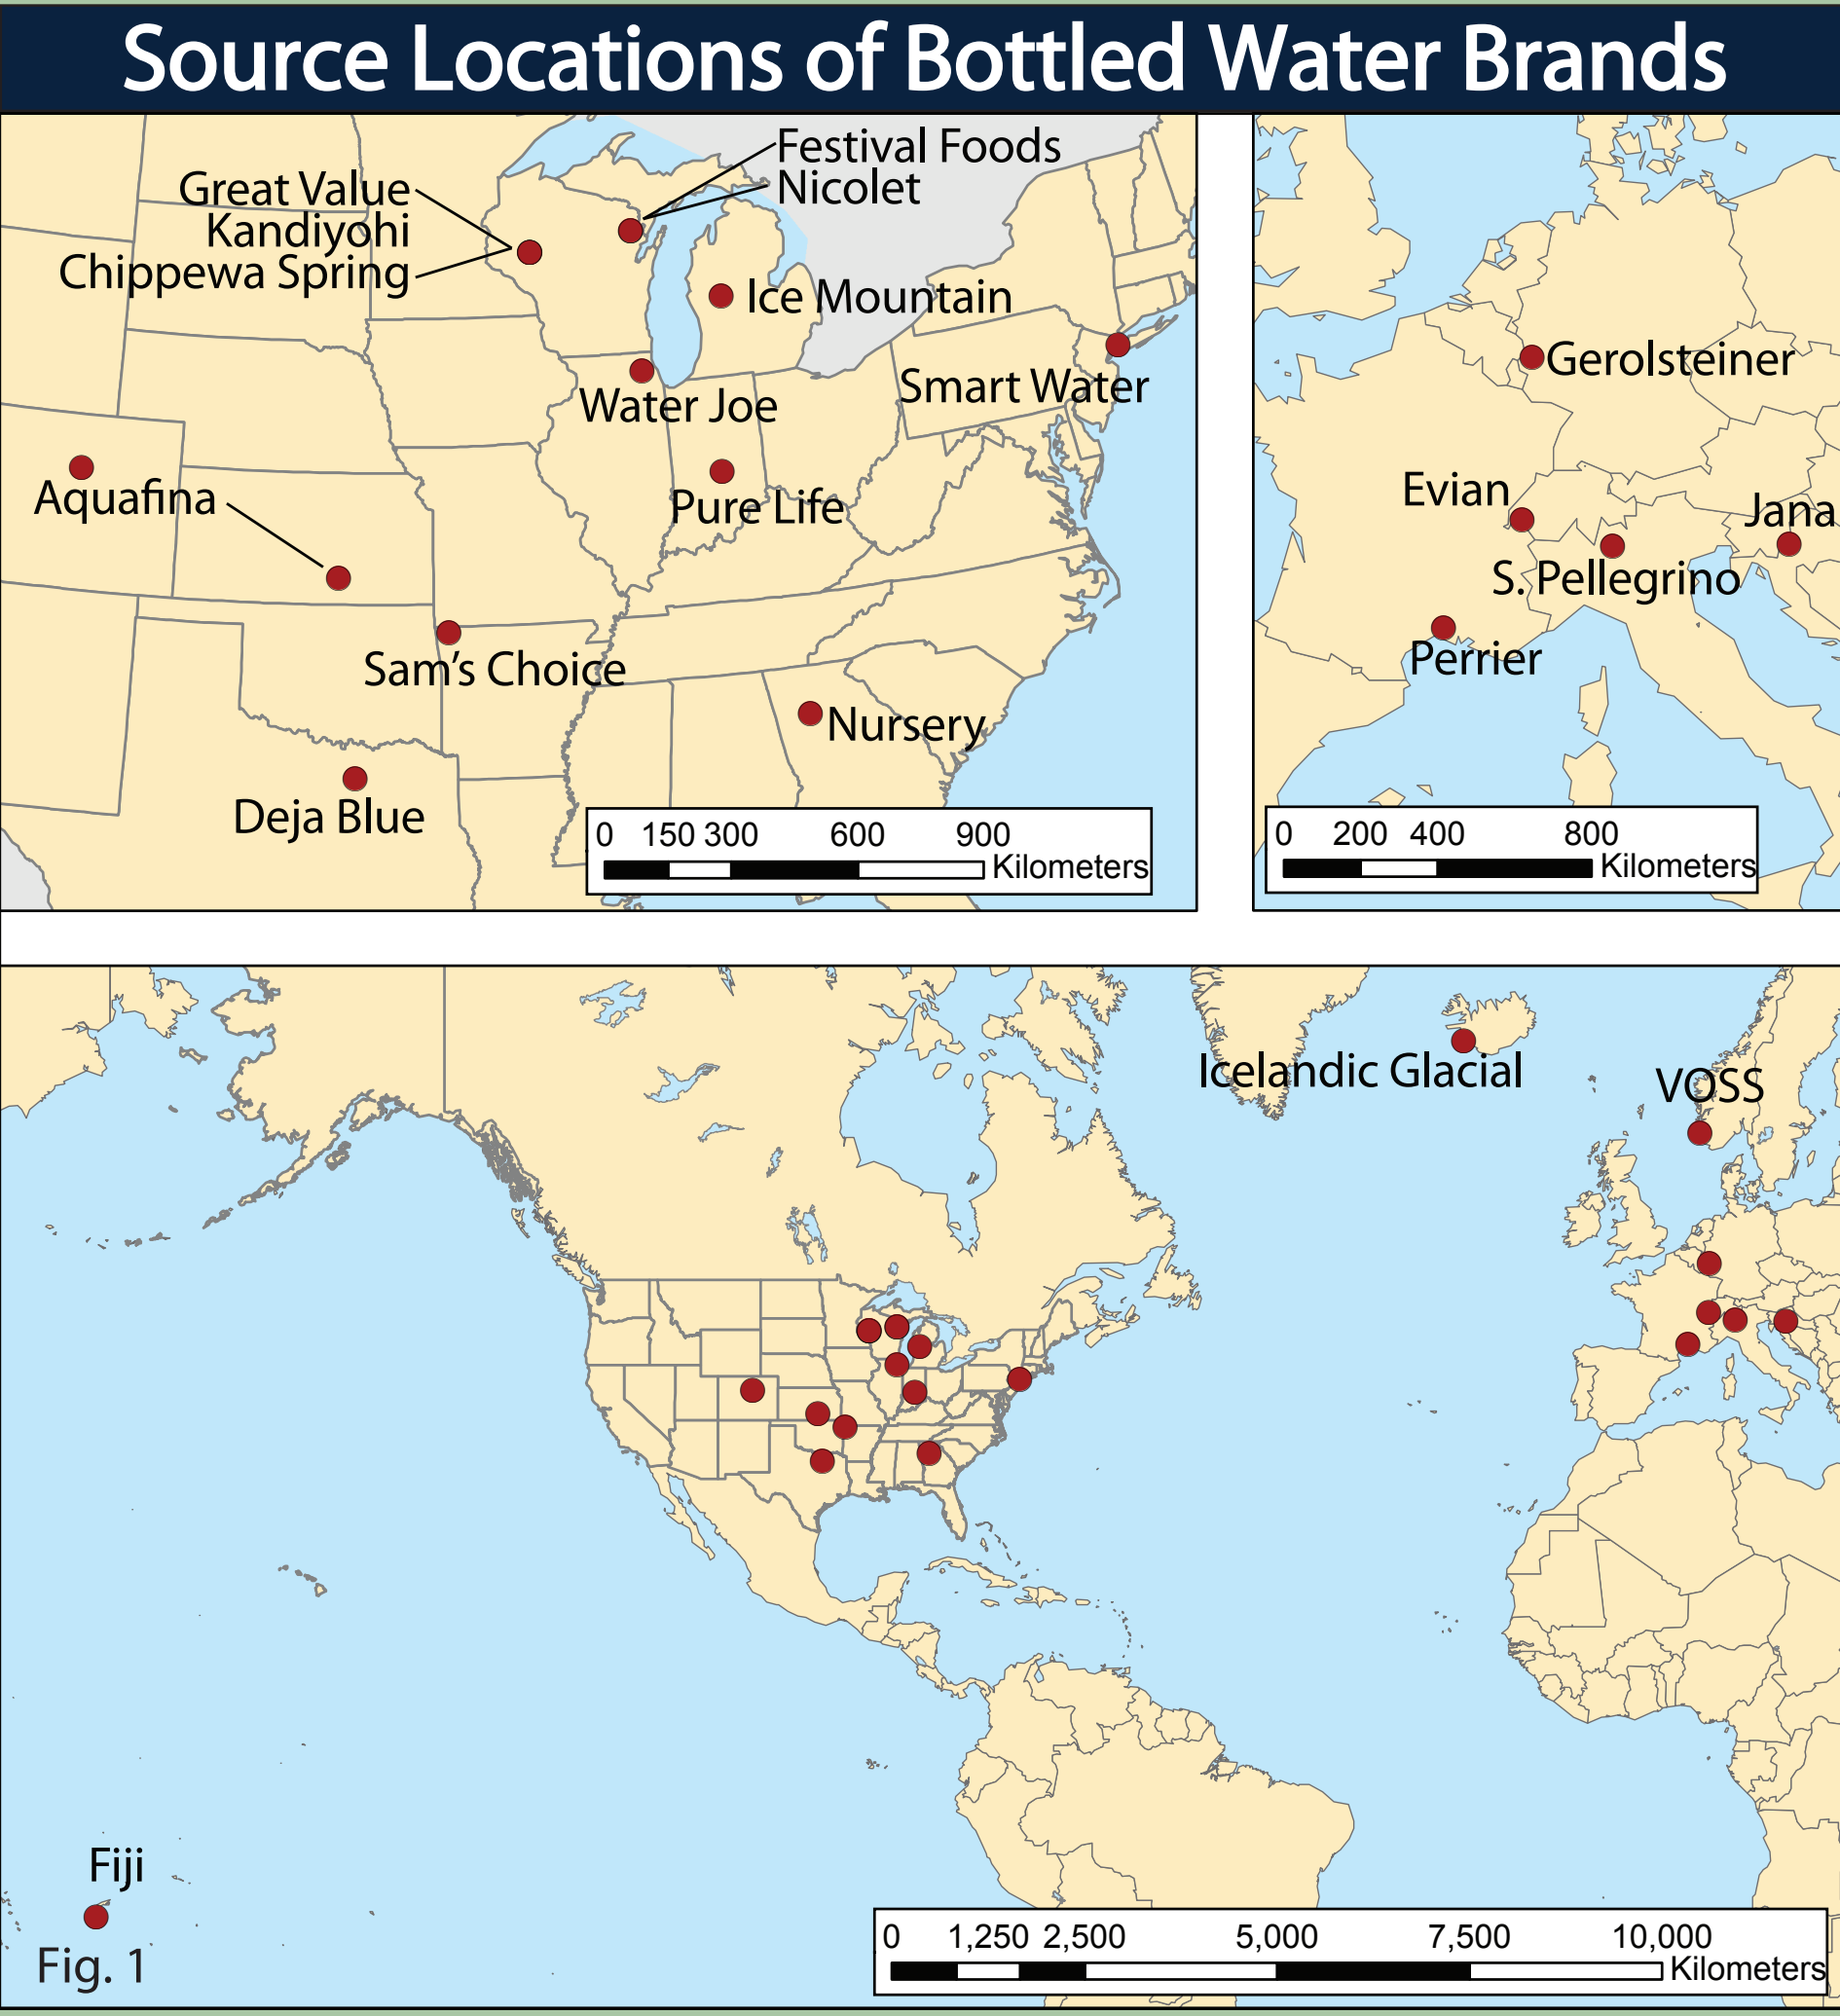 Source Locations of Bottled Water Brands
Festival Foods
Nicolet
Great Value
Kandiyohi
Chippewa Spring
Ice Mountain
Water Joe
Smart Water
Aquafina
Pure Life
Sam's Choice
Nursery
Deja Blue
0 150 300 600 900
Kilometers
Gerolsteiner
Evian
Jana
S. Pellegrino
Perrier
0 200 400 800
Kilometers
Icelandic Glacial
VOSS
Fiji
Fig. 1
0 1,250 2,500 5,000 7,500 10,000
Kilometers